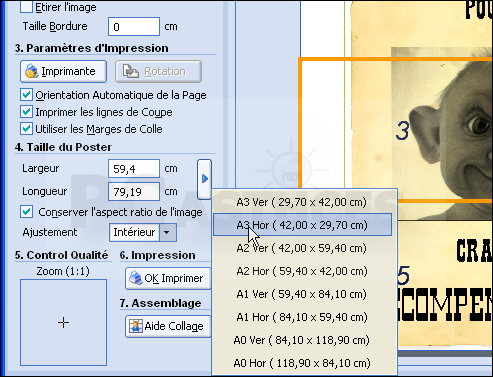 Etirer l'image
Taille Bordure 0 cm
3. Paramètres d'Impression
Imprimante Rotation
Orientation Automatique de la Page
Imprimer les lignes de Coupe
Utiliser les Marges de Colle
4. Taille du Poster
Largeur 59,4 cm
Longueur 79,19 cm
Conserver l'aspect ratio de l'image
Ajustement Intérieur
5. Control Qualité
Zoom (1:1)
6. Impression
OK Imprimer
7. Assemblage
Aide Collage
A3 Ver ( 29,70 x 42,00 cm)
A3 Hor ( 42,00 x 29,70 cm)
A2 Ver ( 42,00 x 59,40 cm)
A2 Hor ( 59,40 x 42,00 cm)
A1 Ver ( 59,40 x 84,10 cm)
A1 Hor ( 84,10 x 59,40 cm)
A0 Ver ( 84,10 x 118,90 cm)
A0 Hor ( 118,90 x 84,10 cm)
3
CRA
5
COMPEN